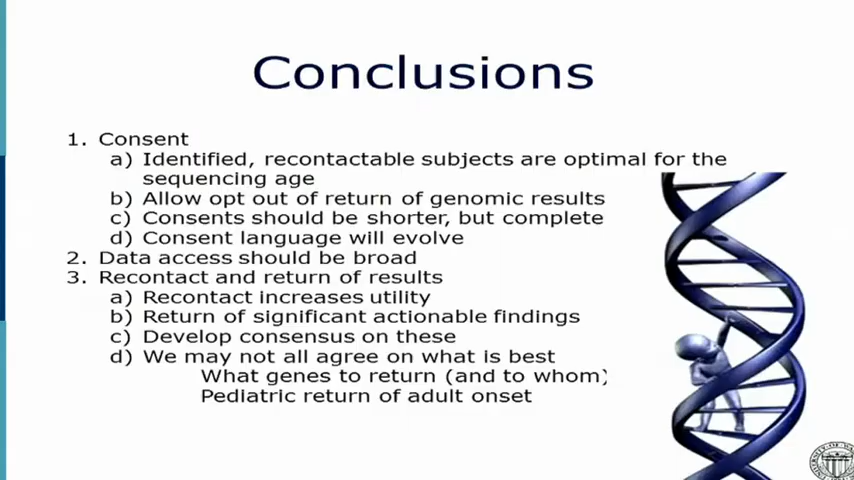 Conclusions
1. Consent
a) Identified, recontactable subjects are optimal for the
sequencing age
b) Allow opt out of return of genomic results
c) Consents should be shorter, but complete
d) Consent language will evolve
2. Data access should be broad
3. Recontact and return of results
a) Recontact increases utility
b) Return of significant actionable findings
c) Develop consensus on these
d) We may not all agree on what is best
What genes to return (and to whom)
Pediatric return of adult onset